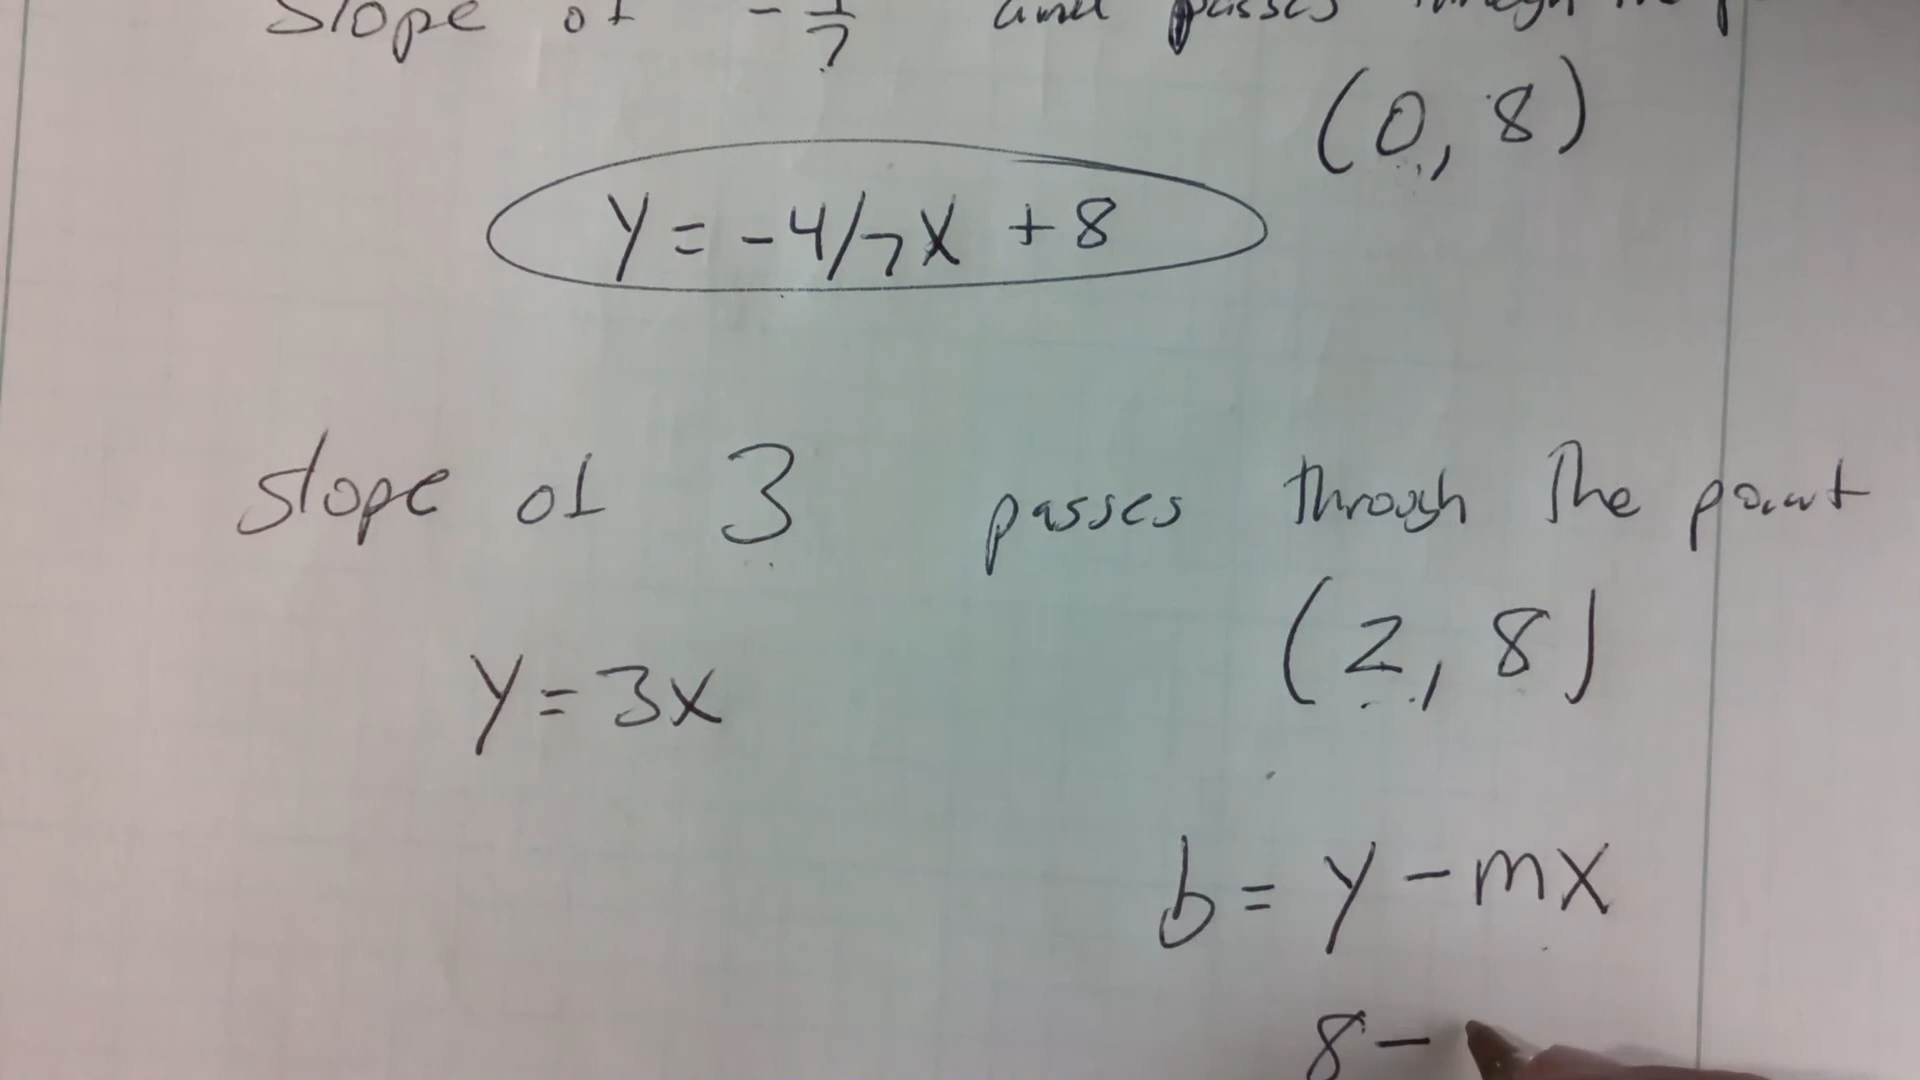 slope of - 7 and passes through the
(0, 8)
y = -4/7x + 8
slope of 3 passes through the point
(2, 8)
y = 3x
b = y - mx
8 -